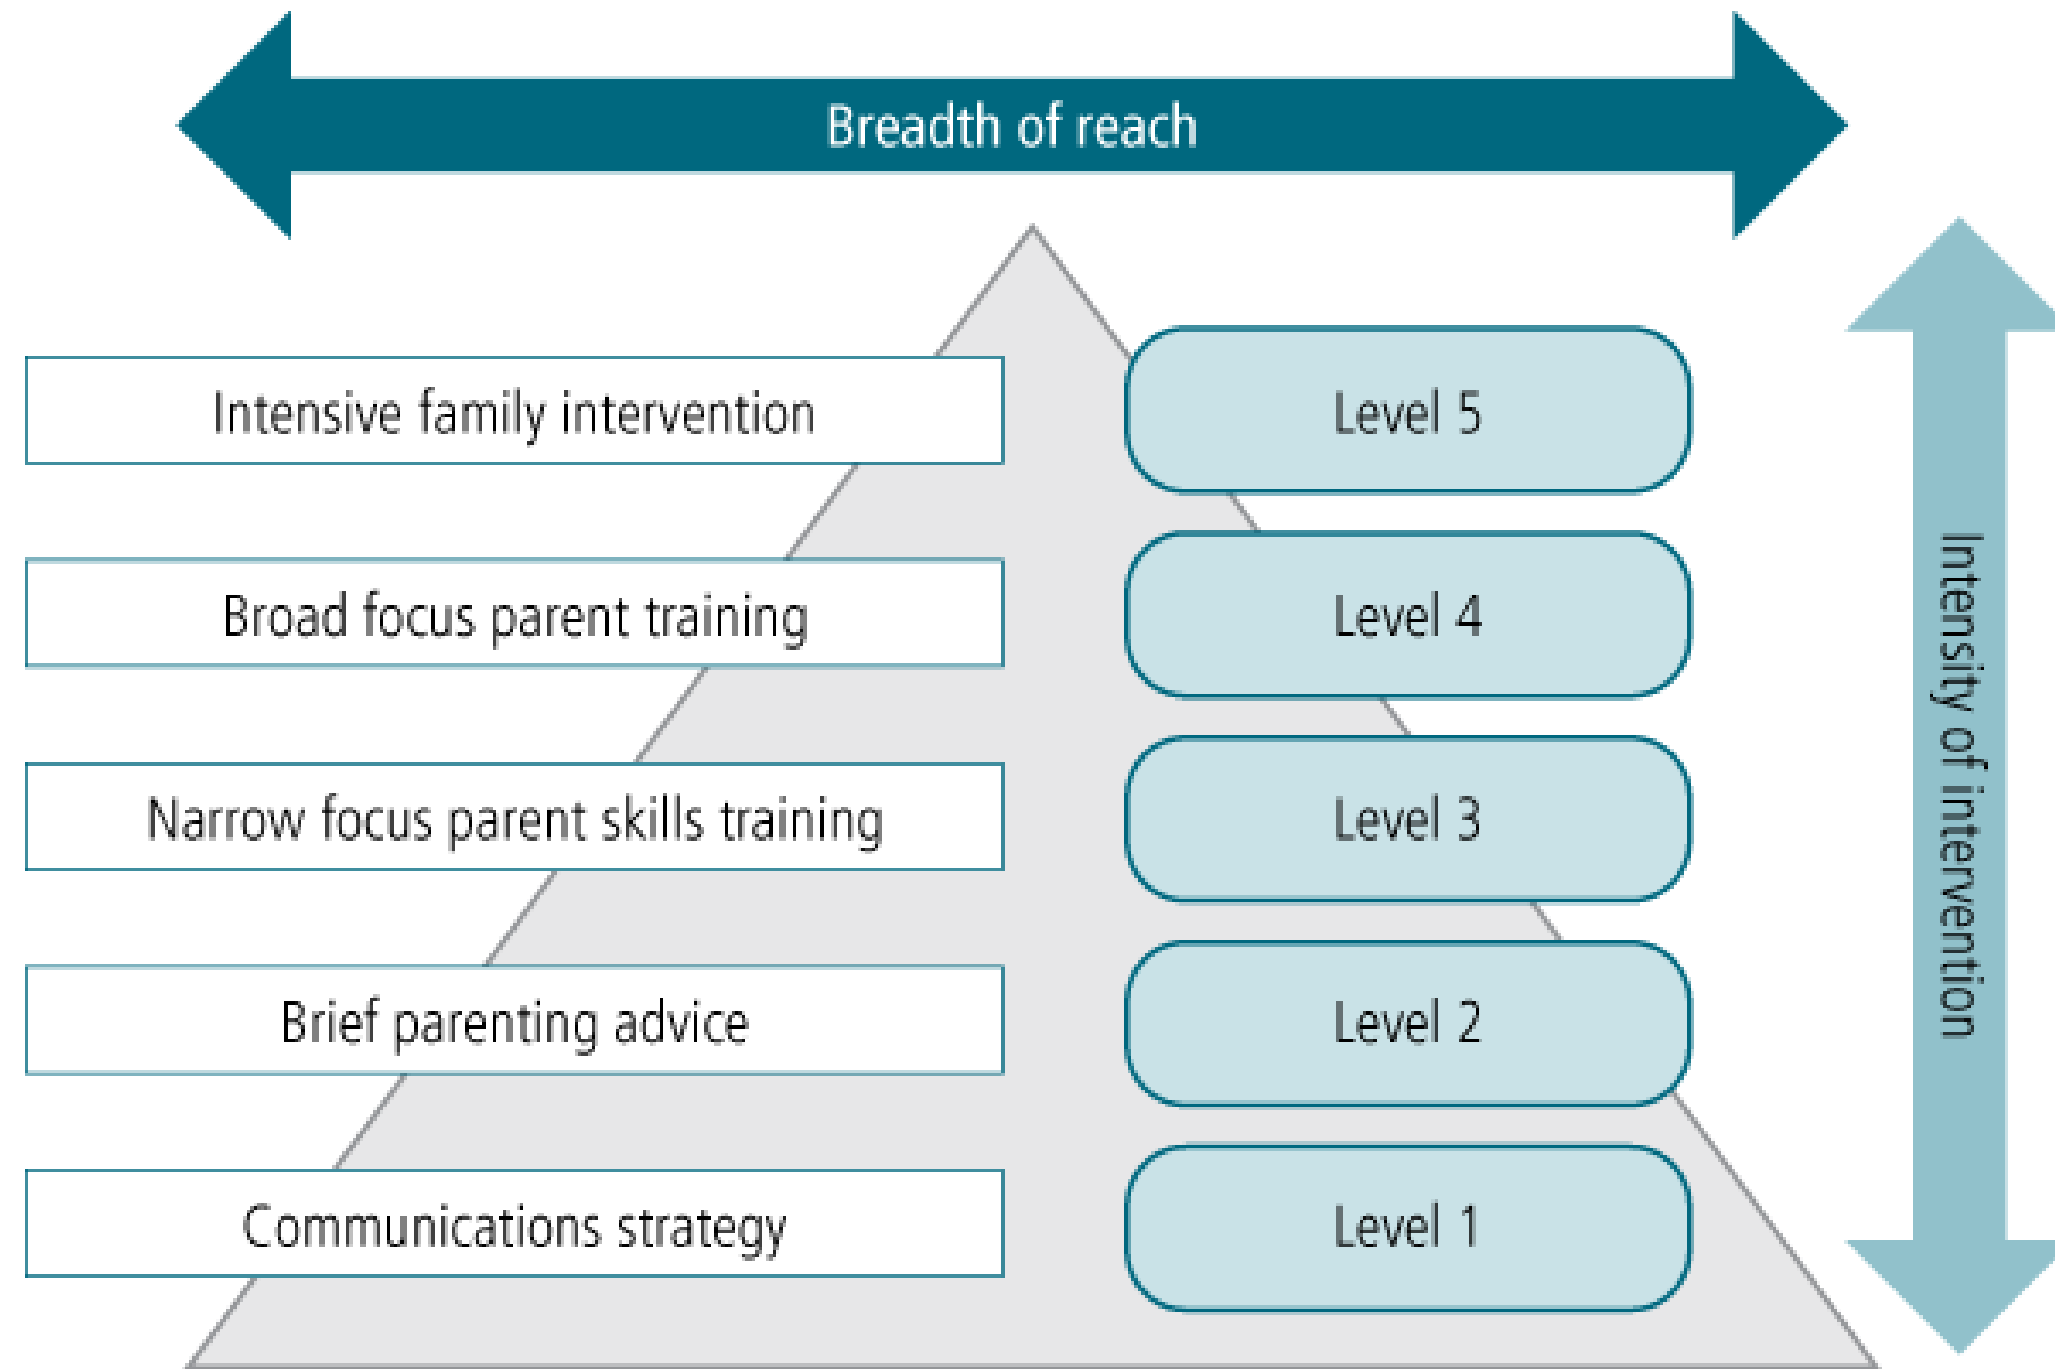 Breadth of reach
Intensive family intervention
Level 5
Broad focus parent training
Level 4
Narrow focus parent skills training
Level 3
Brief parenting advice
Level 2
Communications strategy
Level 1
Intensity of intervention